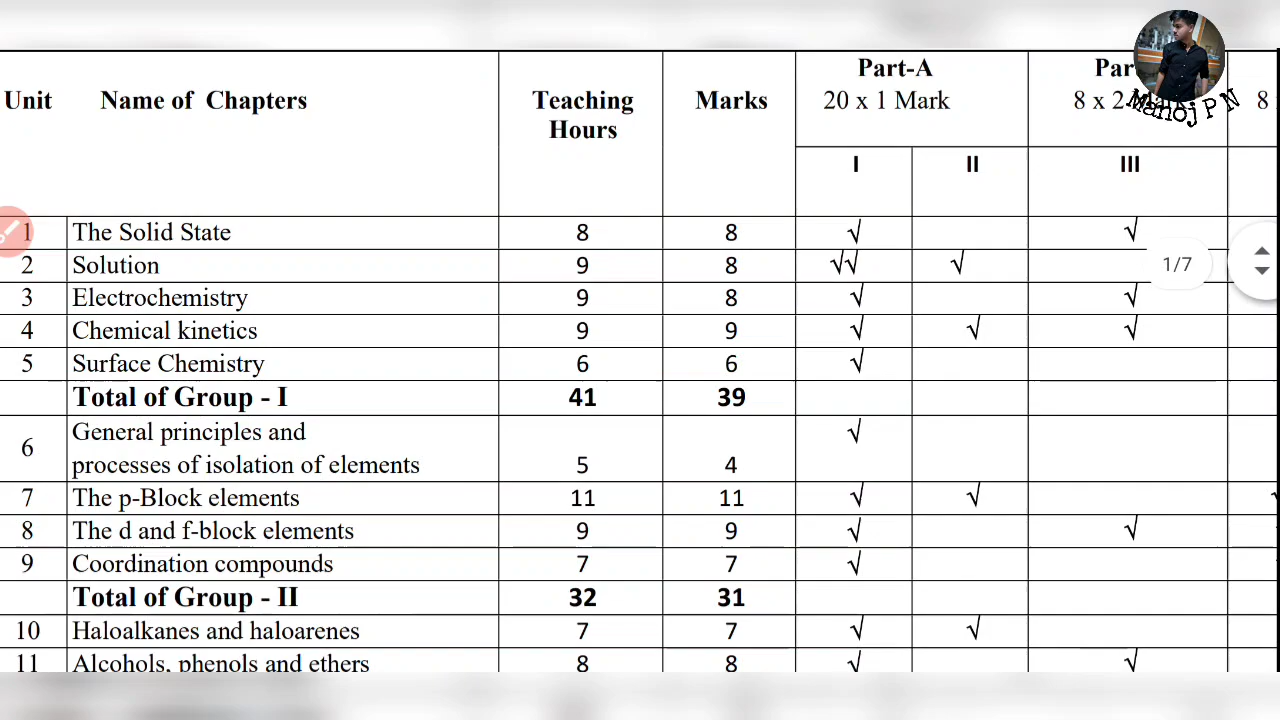 Unit Name of Chapters Teaching Hours Marks Part-A 20 x 1 Mark
8 x 2 8
Manoj P N
I II III
1 The Solid State 8 8 √ √
2 Solution 9 8 √√ √ 1/7
3 Electrochemistry 9 8 √ √
4 Chemical kinetics 9 9 √ √ √
5 Surface Chemistry 6 6 √
Total of Group - I 41 39
6 General principles and √
processes of isolation of elements 5 4
7 The p-Block elements 11 11 √ √
8 The d and f-block elements 9 9 √ √
9 Coordination compounds 7 7 √
Total of Group - II 32 31
10 Haloalkanes and haloarenes 7 7 √ √
11 Alcohols, phenols and ethers 8 8 √ √